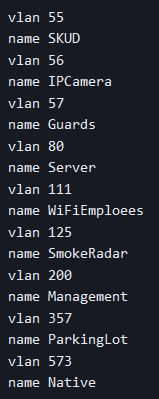 vlan 55
name SKUD
vlan 56
name IPCamera
vlan 57
name Guards
vlan 80
name Server
vlan 111
name WiFiEmploees
vlan 125
name SmokeRadar
vlan 200
name Management
vlan 357
name ParkingLot
vlan 573
name Native